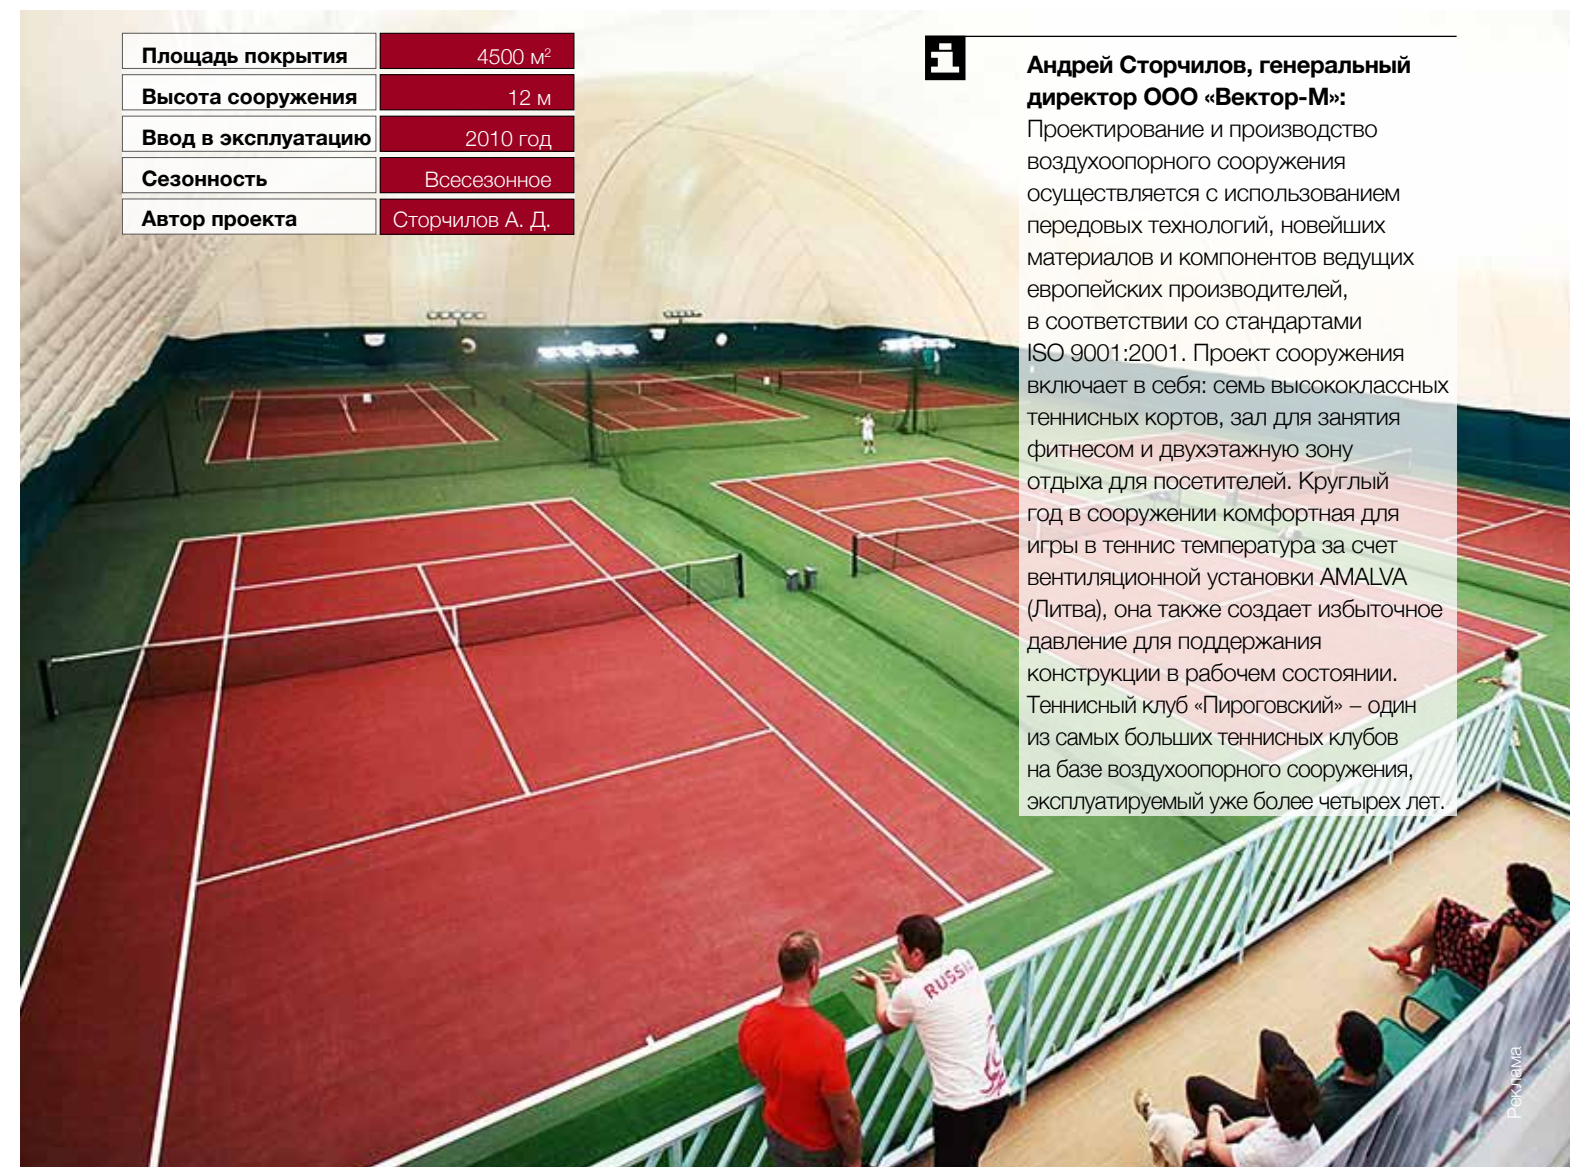 Площадь покрытия 4500 м²
Высота сооружения 12 м
Ввод в эксплуатацию 2010 год
Сезонность Всесезонное
Автор проекта Сторчилов А. Д.
i
Андрей Сторчилов, генеральный
директор ООО «Вектор-М»:
Проектирование и производство
воздухоопорного сооружения
осуществляется с использованием
передовых технологий, новейших
материалов и компонентов ведущих
европейских производителей,
в соответствии со стандартами
ISO 9001:2001. Проект сооружения
включает в себя: семь высококлассных
теннисных кортов, зал для занятия
фитнесом и двухэтажную зону
отдыха для посетителей. Круглый
год в сооружении комфортная для
игры в теннис температура за счет
вентиляционной установки AMALVA
(Литва), она также создает избыточное
давление для поддержания
конструкции в рабочем состоянии.
Теннисный клуб «Пироговский» – один
из самых больших теннисных клубов
на базе воздухоопорного сооружения,
эксплуатируемый уже более четырех лет.
RUSSIA
Реклама